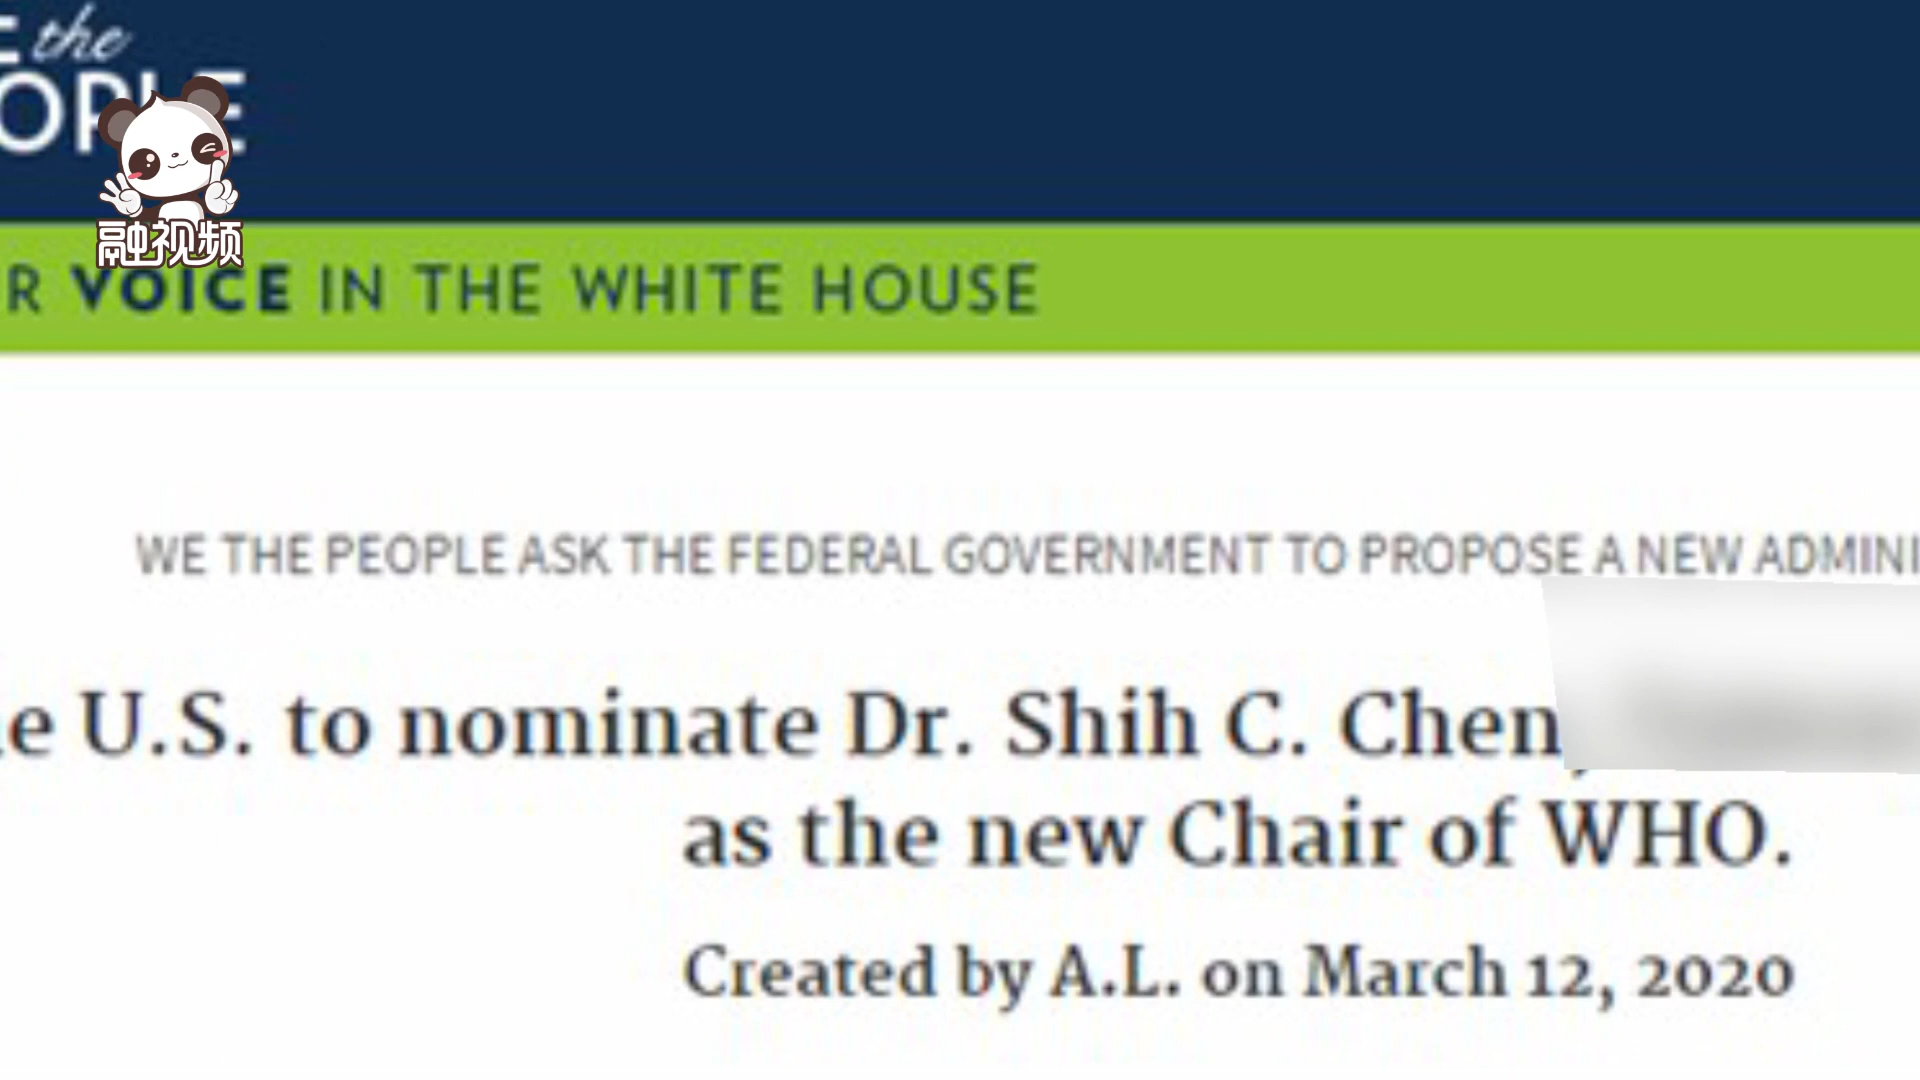 the
OPLE
融视频
R VOICE IN THE WHITE HOUSE
WE THE PEOPLE ASK THE FEDERAL GOVERNMENT TO PROPOSE A NEW ADMINI
e U.S. to nominate Dr. Shih C. Chen,
as the new Chair of WHO.
Created by A.L. on March 12, 2020